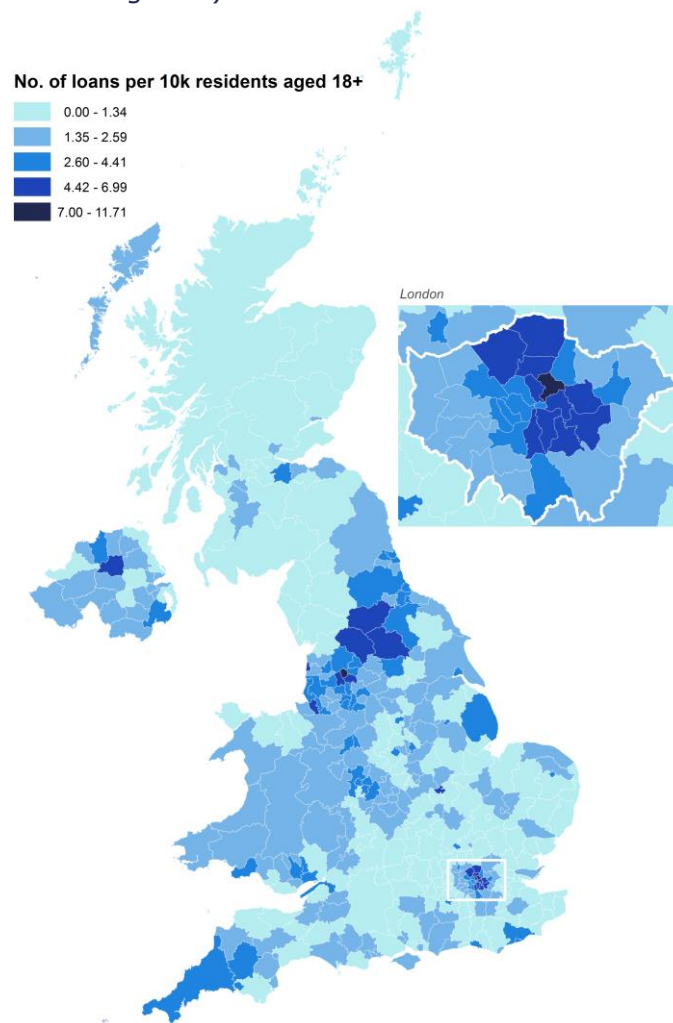 No. of loans per 10k residents aged 18+
0.00 - 1.34
1.35 - 2.59
2.60 - 4.41
4.42 - 6.99
7.00 - 11.71
London